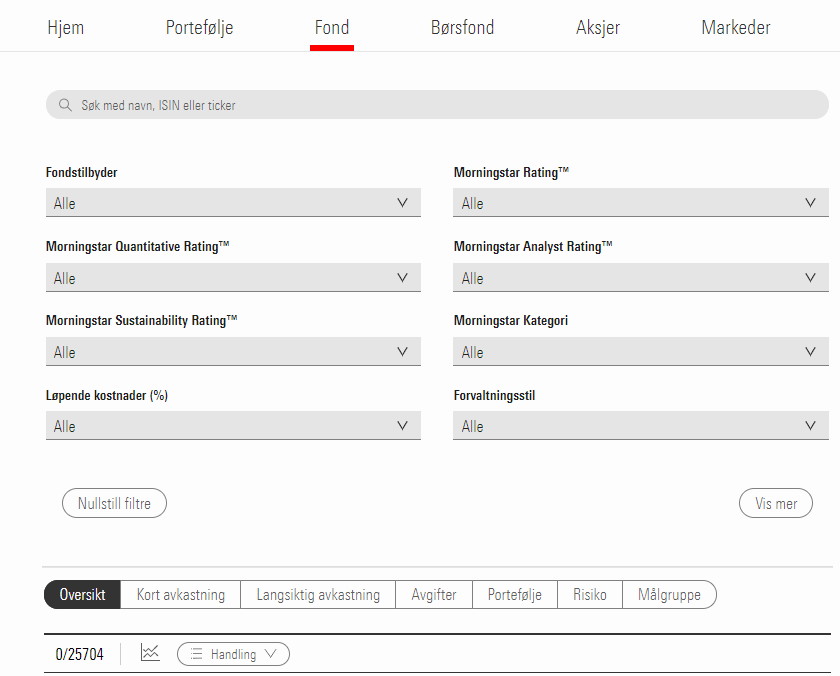 Hjem Portefølje Fond Børsfond Aksjer Markeder
Søk med navn, ISIN eller ticker
Fondstilbyder Morningstar Rating™
Alle Alle
Morningstar Quantitative Rating™ Morningstar Analyst Rating™
Alle Alle
Morningstar Sustainability Rating™ Morningstar Kategori
Alle Alle
Løpende kostnader (%) Forvaltningsstil
Alle Alle
Nullstill filtre Vis mer
Oversikt Kort avkastning Langsiktig avkastning Avgifter Portefølje Risiko Målgruppe
0/25704 Handling